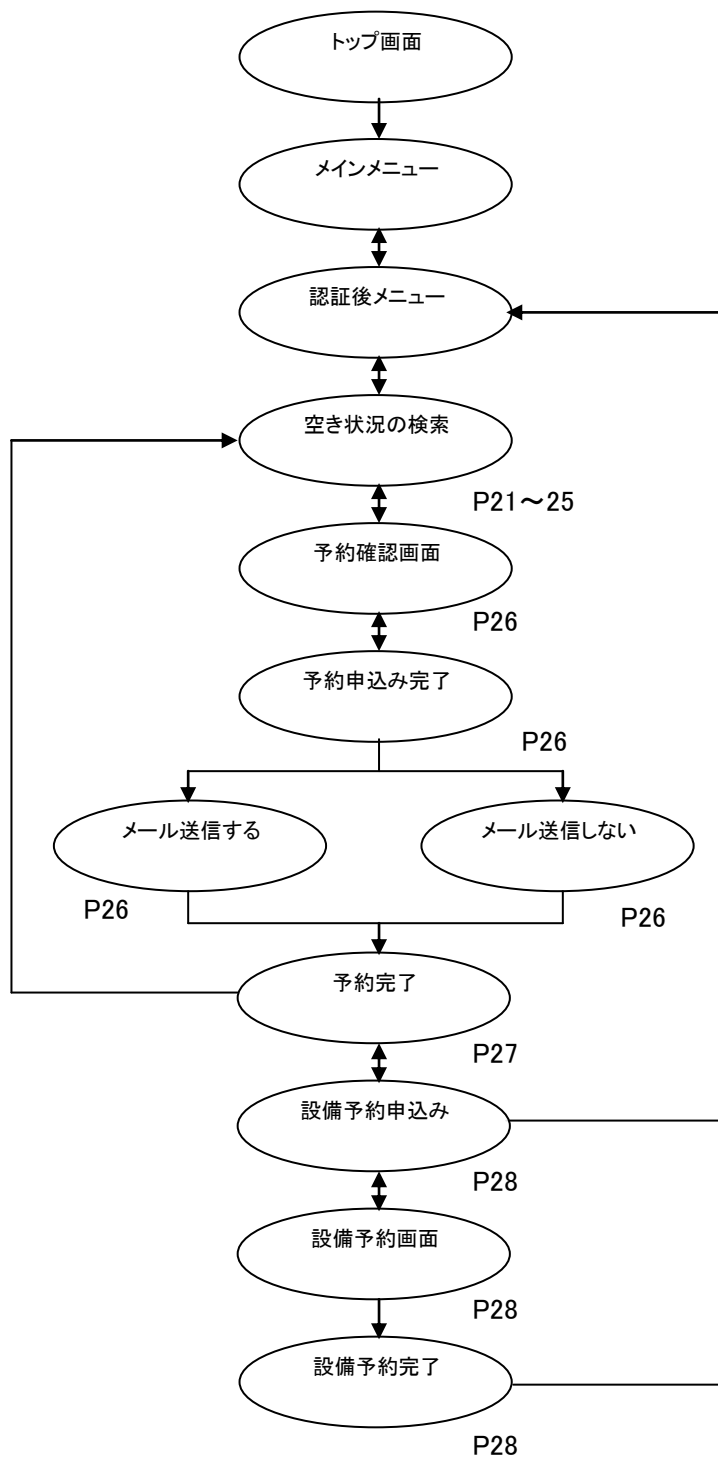 トップ画面
メインメニュー
認証後メニュー
空き状況の検索
P21～25
予約確認画面
P26
予約申込み完了
P26
メール送信する
メール送信しない
P26
P26
予約完了
P27
設備予約申込み
P28
設備予約画面
P28
設備予約完了
P28